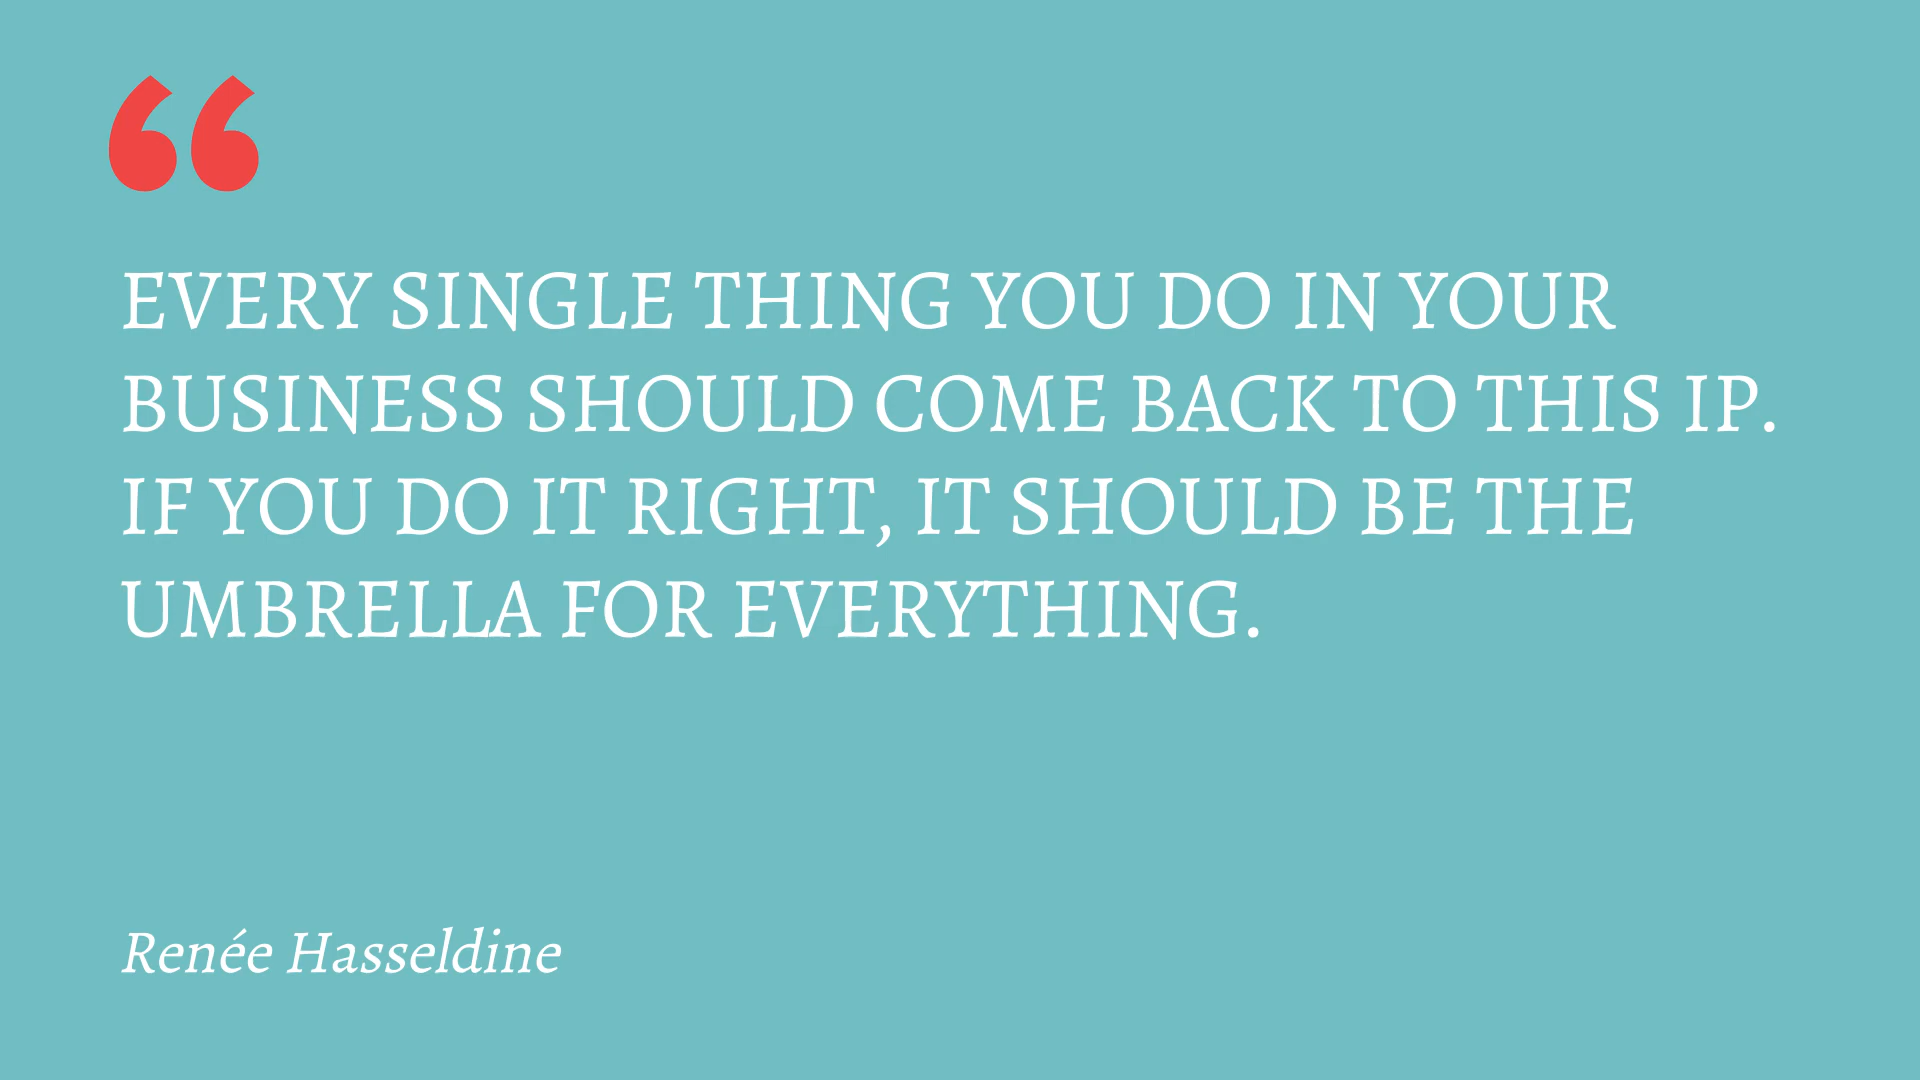 “
EVERY SINGLE THING YOU DO IN YOUR
BUSINESS SHOULD COME BACK TO THIS IP.
IF YOU DO IT RIGHT, IT SHOULD BE THE
UMBRELLA FOR EVERYTHING.
Renée Hasseldine